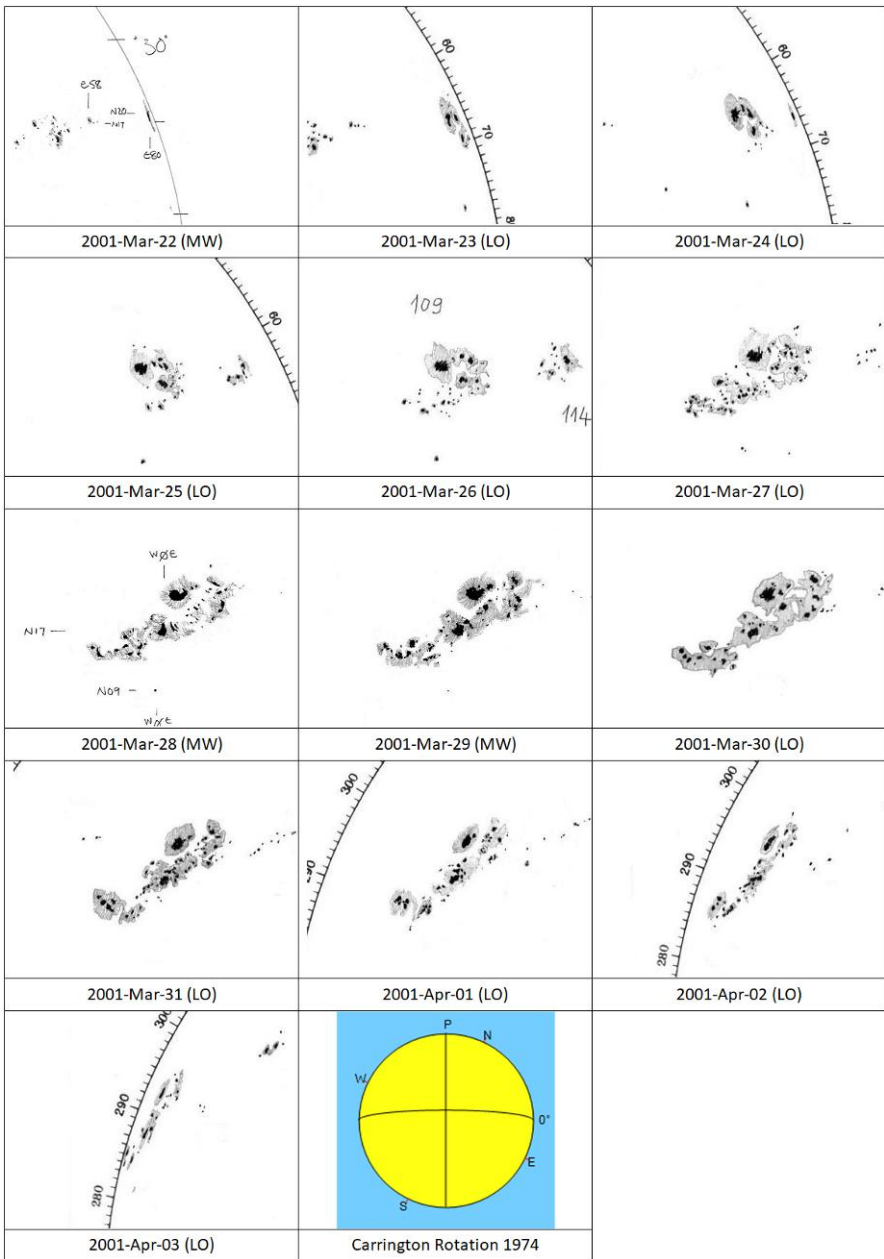 +30°
E58
N20
N17
E80
2001-Mar-22 (MW)
60
70
8
2001-Mar-23 (LO)
60
70
2001-Mar-24 (LO)
60
2001-Mar-25 (LO)
109
114
2001-Mar-26 (LO)
2001-Mar-27 (LO)
WØE
N17
N09
WØE
2001-Mar-28 (MW)
2001-Mar-29 (MW)
2001-Mar-30 (LO)
2001-Mar-31 (LO)
300
290
2001-Apr-01 (LO)
300
290
280
2001-Apr-02 (LO)
300
290
280
2001-Apr-03 (LO)
P
N
W
0°
E
S
Carrington Rotation 1974